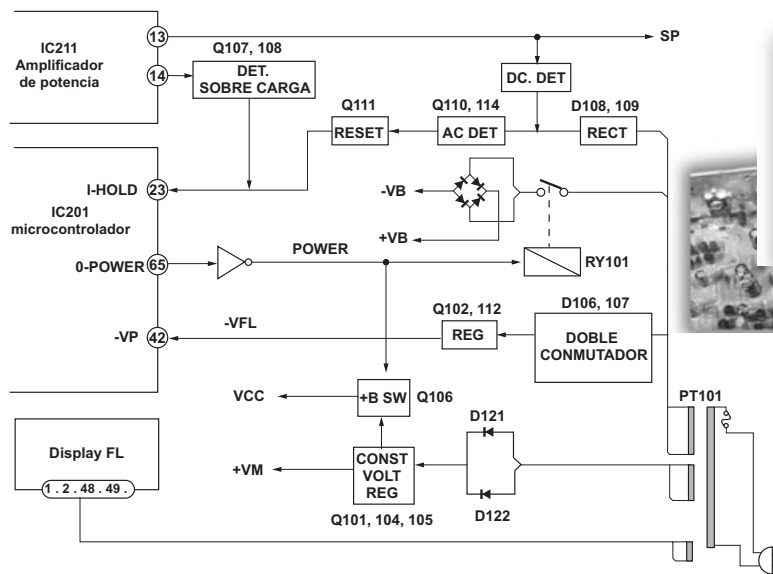 IC211
Amplificador
de potencia
13
14
Q107, 108
DET.
SOBRE CARGA
SP
DC. DET
Q111
RESET
Q110, 114
AC DET
D108, 109
RECT
I-HOLD
23
IC201
microcontrolador
0-POWER
65
POWER
-VB
+VB
RY101
-VP
42
-VFL
Q102, 112
REG
D106, 107
DOBLE
CONMUTADOR
VCC
+B SW
Q106
PT101
Display FL
1 . 2 . 48 . 49 .
+VM
CONST
VOLT
REG
Q101, 104, 105
D121
D122